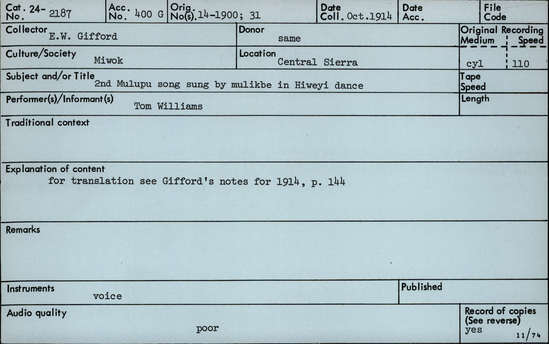 Cat. 24- No. 2187 Acc. No. 400 G Orig. No(s). 14-1900; 31 Date Coll. Oct.1914 Date Acc. File Code
Collector E.W. Gifford Donor same Original Recording Medium Speed
Culture/Society Miwok Location Central Sierra cyl 110
Subject and/or Title 2nd Mulupu song sung by mulikbe in Hiweyi dance Tape Speed
Performer(s)/Informant(s) Tom Williams Length
Traditional context
Explanation of content
for translation see Gifford's notes for 1914, p. 144
Remarks
Instruments voice Published
Audio quality poor Record of copies (See reverse) yes 11/74